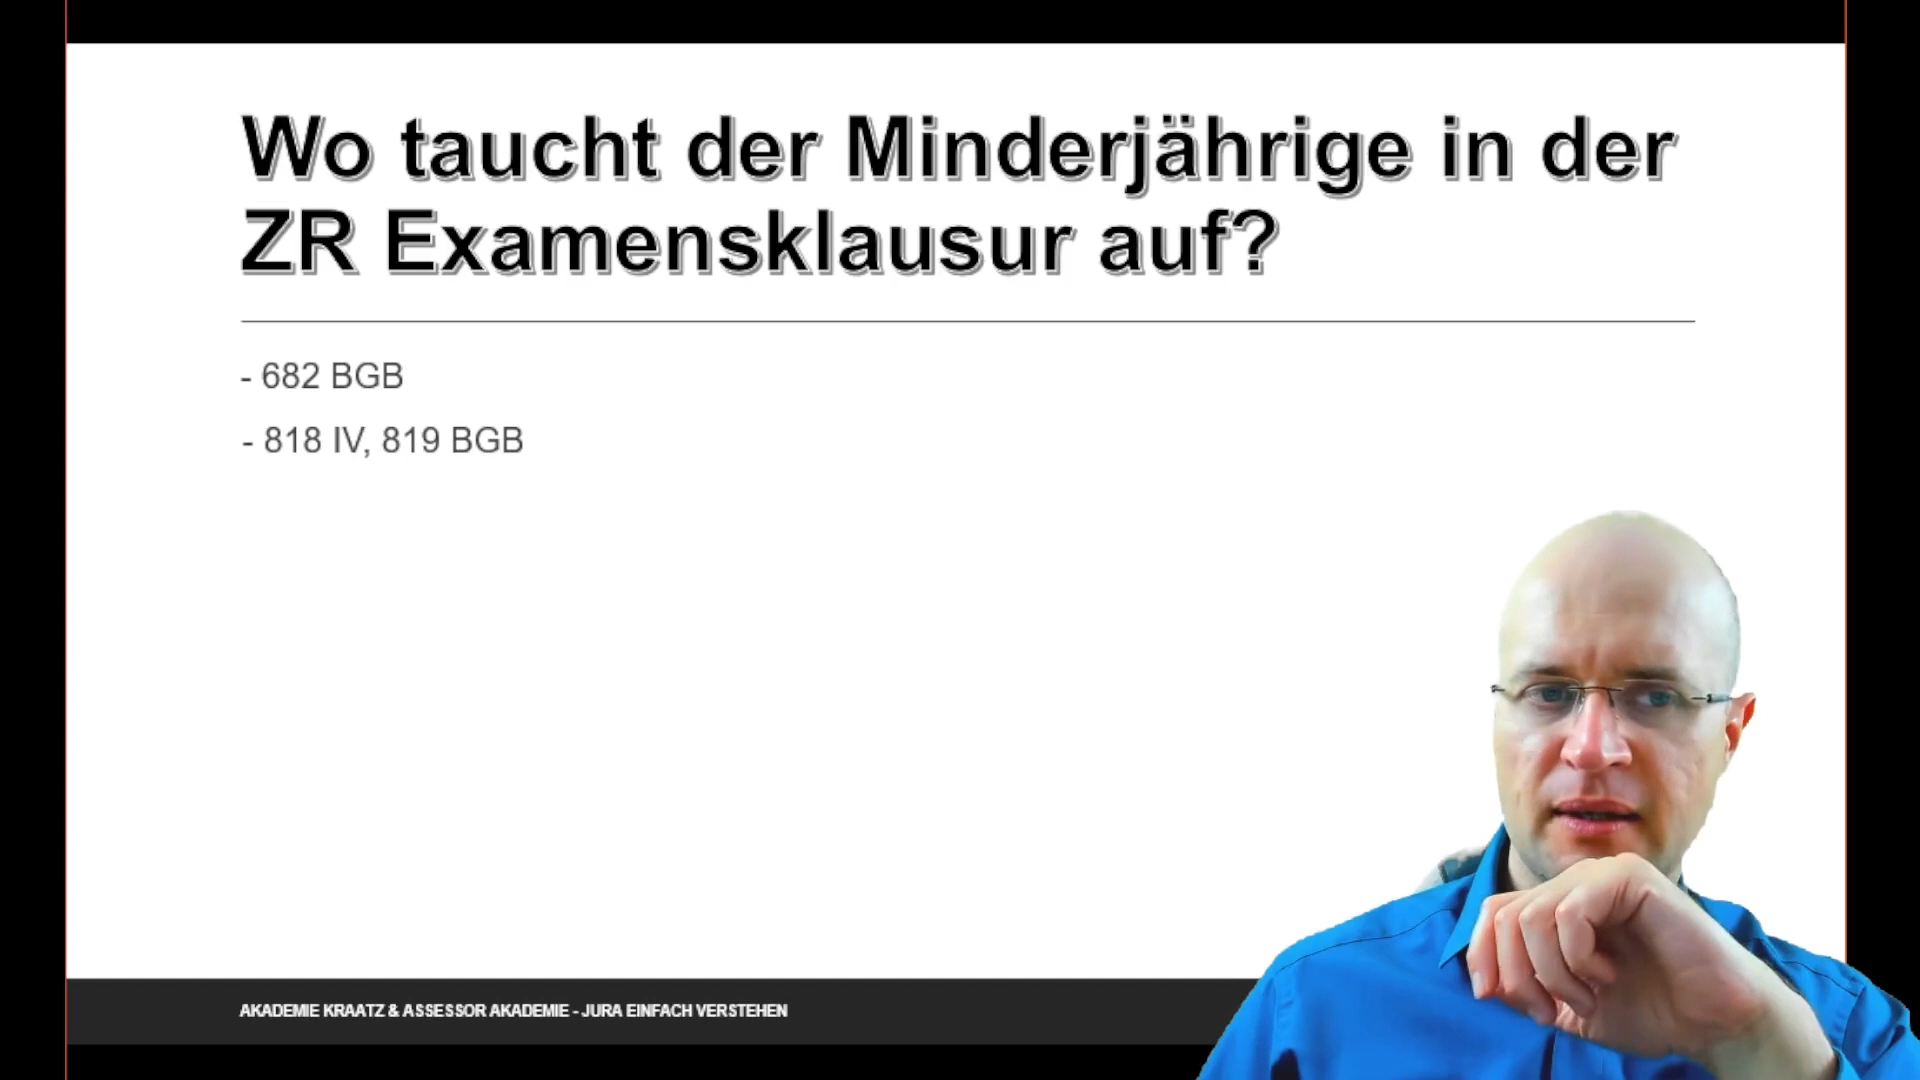 Wo taucht der Minderjährige in der
ZR Examensklausur auf?
- 682 BGB
- 818 IV, 819 BGB
AKADEMIE KRAATZ & ASSESSOR AKADEMIE - JURA EINFACH VERSTEHEN